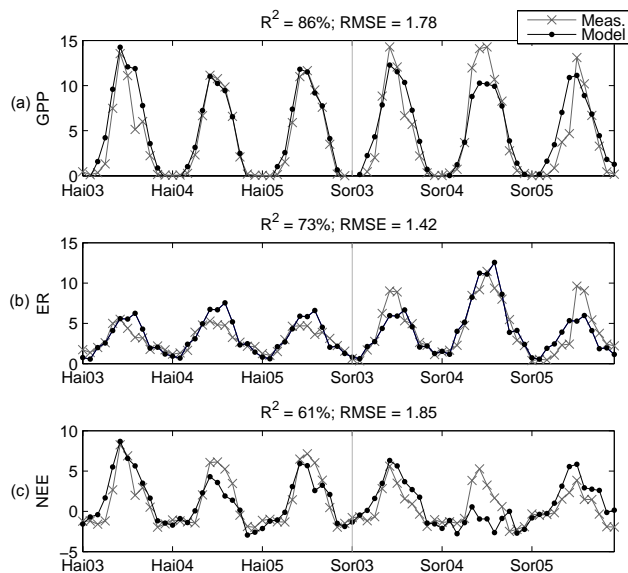 R² = 86%; RMSE = 1.78
Meas.
Model
(a)
GPP
15
10
5
0
Hai03 Hai04 Hai05 Sor03 Sor04 Sor05
R² = 73%; RMSE = 1.42
(b)
ER
15
10
5
0
Hai03 Hai04 Hai05 Sor03 Sor04 Sor05
R² = 61%; RMSE = 1.85
(c)
NEE
10
5
0
−5
Hai03 Hai04 Hai05 Sor03 Sor04 Sor05